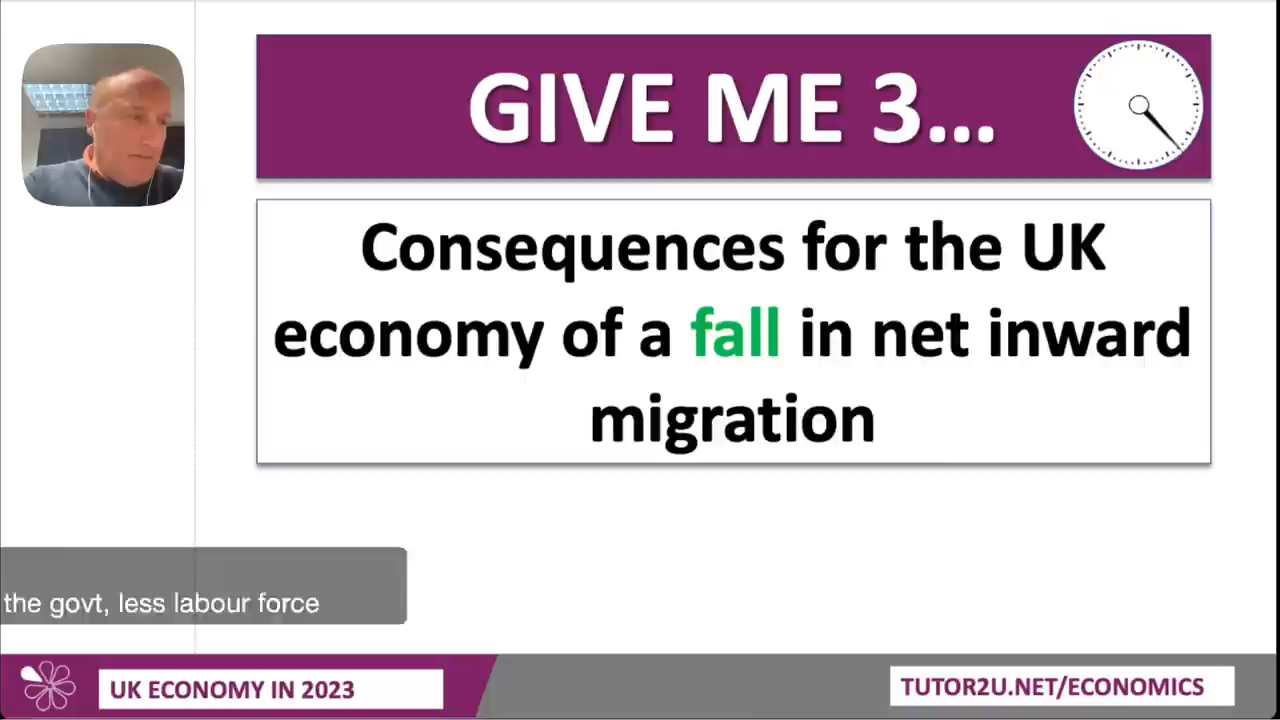 GIVE ME 3...
Consequences for the UK
economy of a fall in net inward
migration
the govt, less labour force
UK ECONOMY IN 2023
TUTOR2U.NET/ECONOMICS